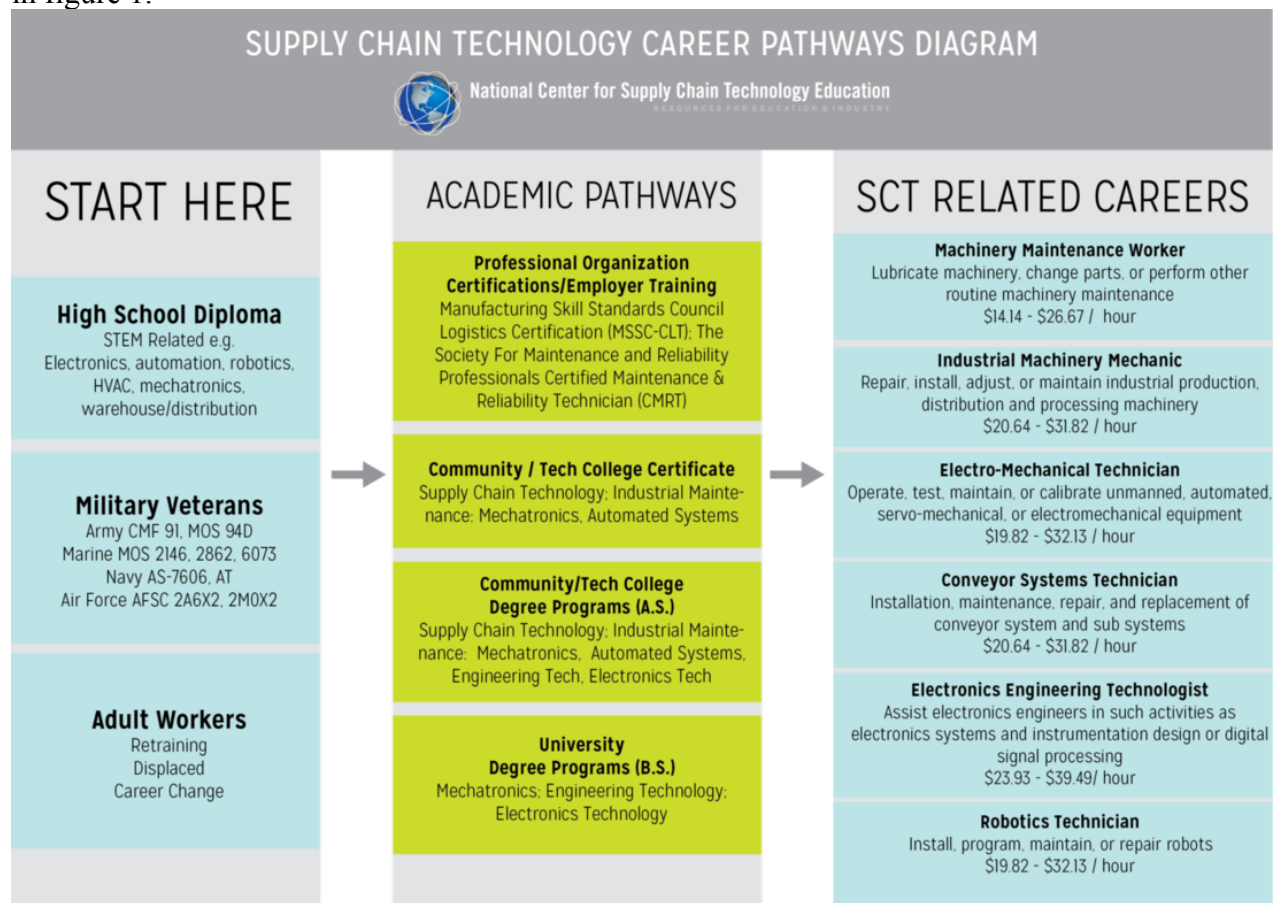 in figure 1.
SUPPLY CHAIN TECHNOLOGY CAREER PATHWAYS DIAGRAM
National Center for Supply Chain Technology Education
RESOURCES FOR EDUCATION & INDUSTRY
START HERE
High School Diploma
STEM Related e.g.
Electronics, automation, robotics,
HVAC, mechatronics,
warehouse/distribution
Military Veterans
Army CMF 91, MOS 94D
Marine MOS 2146, 2862, 6073
Navy AS-7606, AT
Air Force AFSC 2A6X2, 2M0X2
Adult Workers
Retraining
Displaced
Career Change
ACADEMIC PATHWAYS
Professional Organization
Certifications/Employer Training
Manufacturing Skill Standards Council
Logistics Certification (MSSC-CLT); The
Society For Maintenance and Reliability
Professionals Certified Maintenance &
Reliability Technician (CMRT)
Community / Tech College Certificate
Supply Chain Technology; Industrial Mainte-
nance: Mechatronics, Automated Systems
Community/Tech College
Degree Programs (A.S.)
Supply Chain Technology; Industrial Mainte-
nance: Mechatronics, Automated Systems,
Engineering Tech, Electronics Tech
University
Degree Programs (B.S.)
Mechatronics; Engineering Technology;
Electronics Technology
SCT RELATED CAREERS
Machinery Maintenance Worker
Lubricate machinery, change parts, or perform other
routine machinery maintenance
$14.14 - $26.67 / hour
Industrial Machinery Mechanic
Repair, install, adjust, or maintain industrial production,
distribution and processing machinery
$20.64 - $31.82 / hour
Electro-Mechanical Technician
Operate, test, maintain, or calibrate unmanned, automated,
servo-mechanical, or electromechanical equipment
$19.82 - $32.13 / hour
Conveyor Systems Technician
Installation, maintenance, repair, and replacement of
conveyor system and sub systems
$20.64 - $31.82 / hour
Electronics Engineering Technologist
Assist electronics engineers in such activities as
electronics systems and instrumentation design or digital
signal processing
$23.93 - $39.49/ hour
Robotics Technician
Install, program, maintain, or repair robots
$19.82 - $32.13 / hour